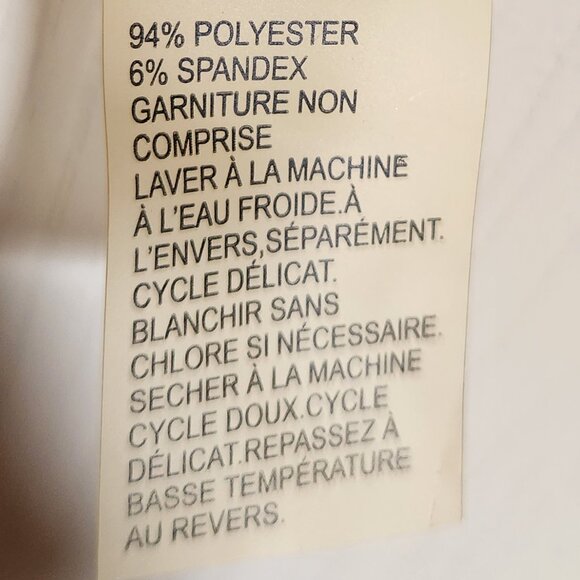 94% POLYESTER
6% SPANDEX
GARNITURE NON
COMPRISE
LAVER À LA MACHINE
À L'EAU FROIDE.À
L'ENVERS,SÉPARÉMENT.
CYCLE DÉLICAT.
BLANCHIR SANS
CHLORE SI NÉCESSAIRE.
SECHER À LA MACHINE
CYCLE DOUX.CYCLE
DÉLICAT.REPASSEZ À
BASSE TEMPÉRATURE
AU REVERS.